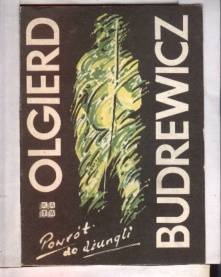 OLGIERD
BUDREWICZ
Powrót
do dżungli